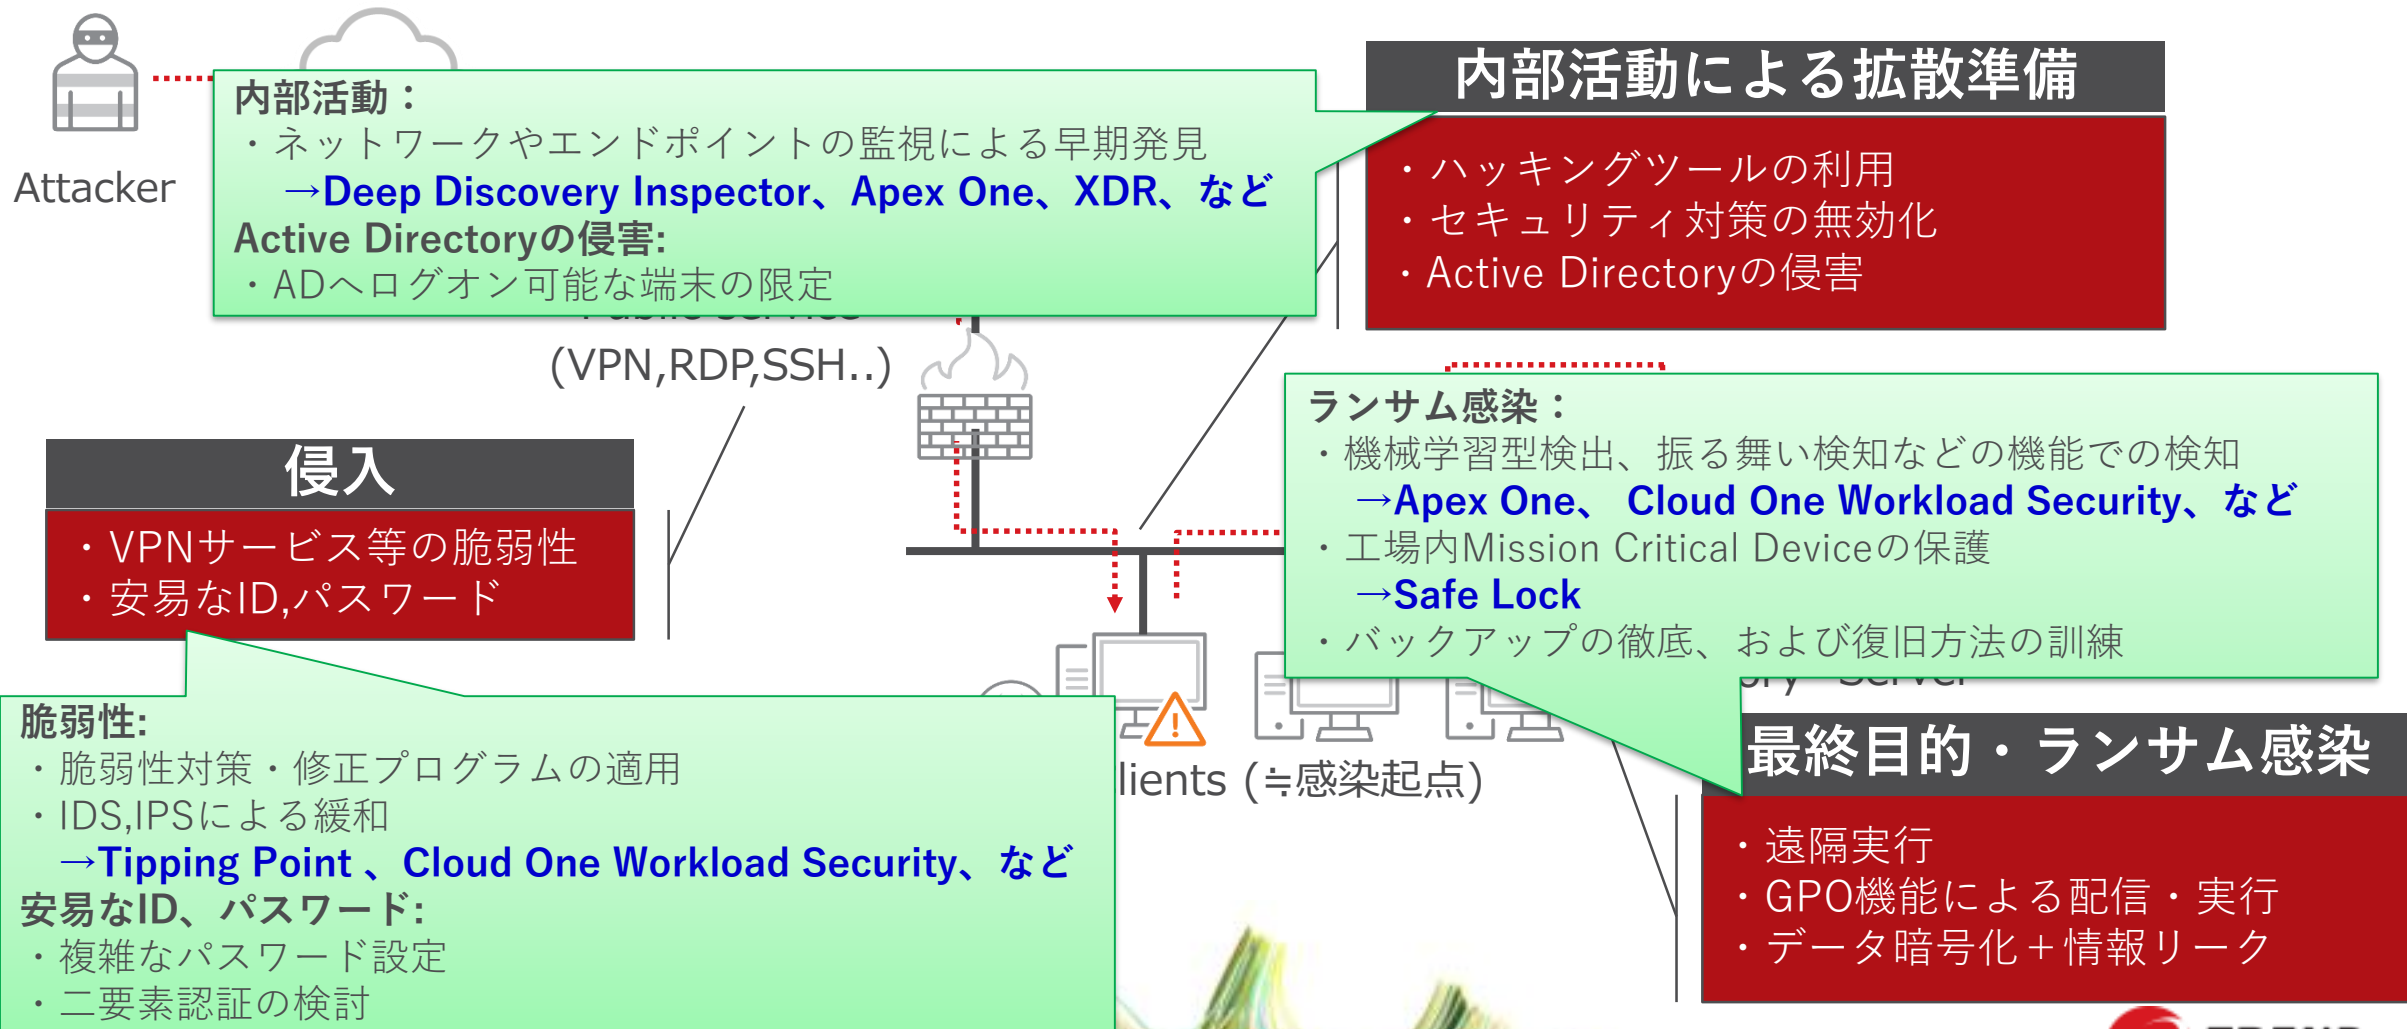 Attacker
内部活動：
・ネットワークやエンドポイントの監視による早期発見
→Deep Discovery Inspector、Apex One、XDR、など
Active Directoryの侵害:
・ADへログオン可能な端末の限定
内部活動による拡散準備
・ハッキングツールの利用
・セキュリティ対策の無効化
・Active Directoryの侵害
(VPN,RDP,SSH..)
侵入
・VPNサービス等の脆弱性
・安易なID,パスワード
ランサム感染：
・機械学習型検出、振る舞い検知などの機能での検知
→Apex One、 Cloud One Workload Security、など
・工場内Mission Critical Deviceの保護
→Safe Lock
・バックアップの徹底、および復旧方法の訓練
脆弱性:
・脆弱性対策・修正プログラムの適用
・IDS,IPSによる緩和
→Tipping Point 、Cloud One Workload Security、など
安易なID、パスワード:
・複雑なパスワード設定
・二要素認証の検討
lients (≒感染起点)
最終目的・ランサム感染
・遠隔実行
・GPO機能による配信・実行
・データ暗号化＋情報リーク